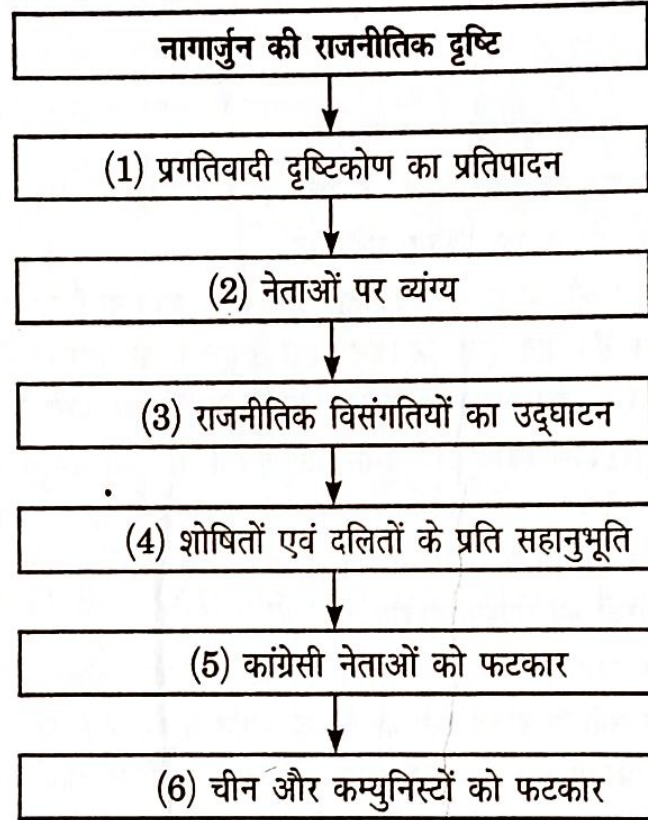 नागार्जुन की राजनीतिक दृष्टि
(1) प्रगतिवादी दृष्टिकोण का प्रतिपादन
(2) नेताओं पर व्यंग्य
(3) राजनीतिक विसंगतियों का उद्‌घाटन
(4) शोषितों एवं दलितों के प्रति सहानुभूति
(5) कांग्रेसी नेताओं को फटकार
(6) चीन और कम्युनिस्टों को फटकार